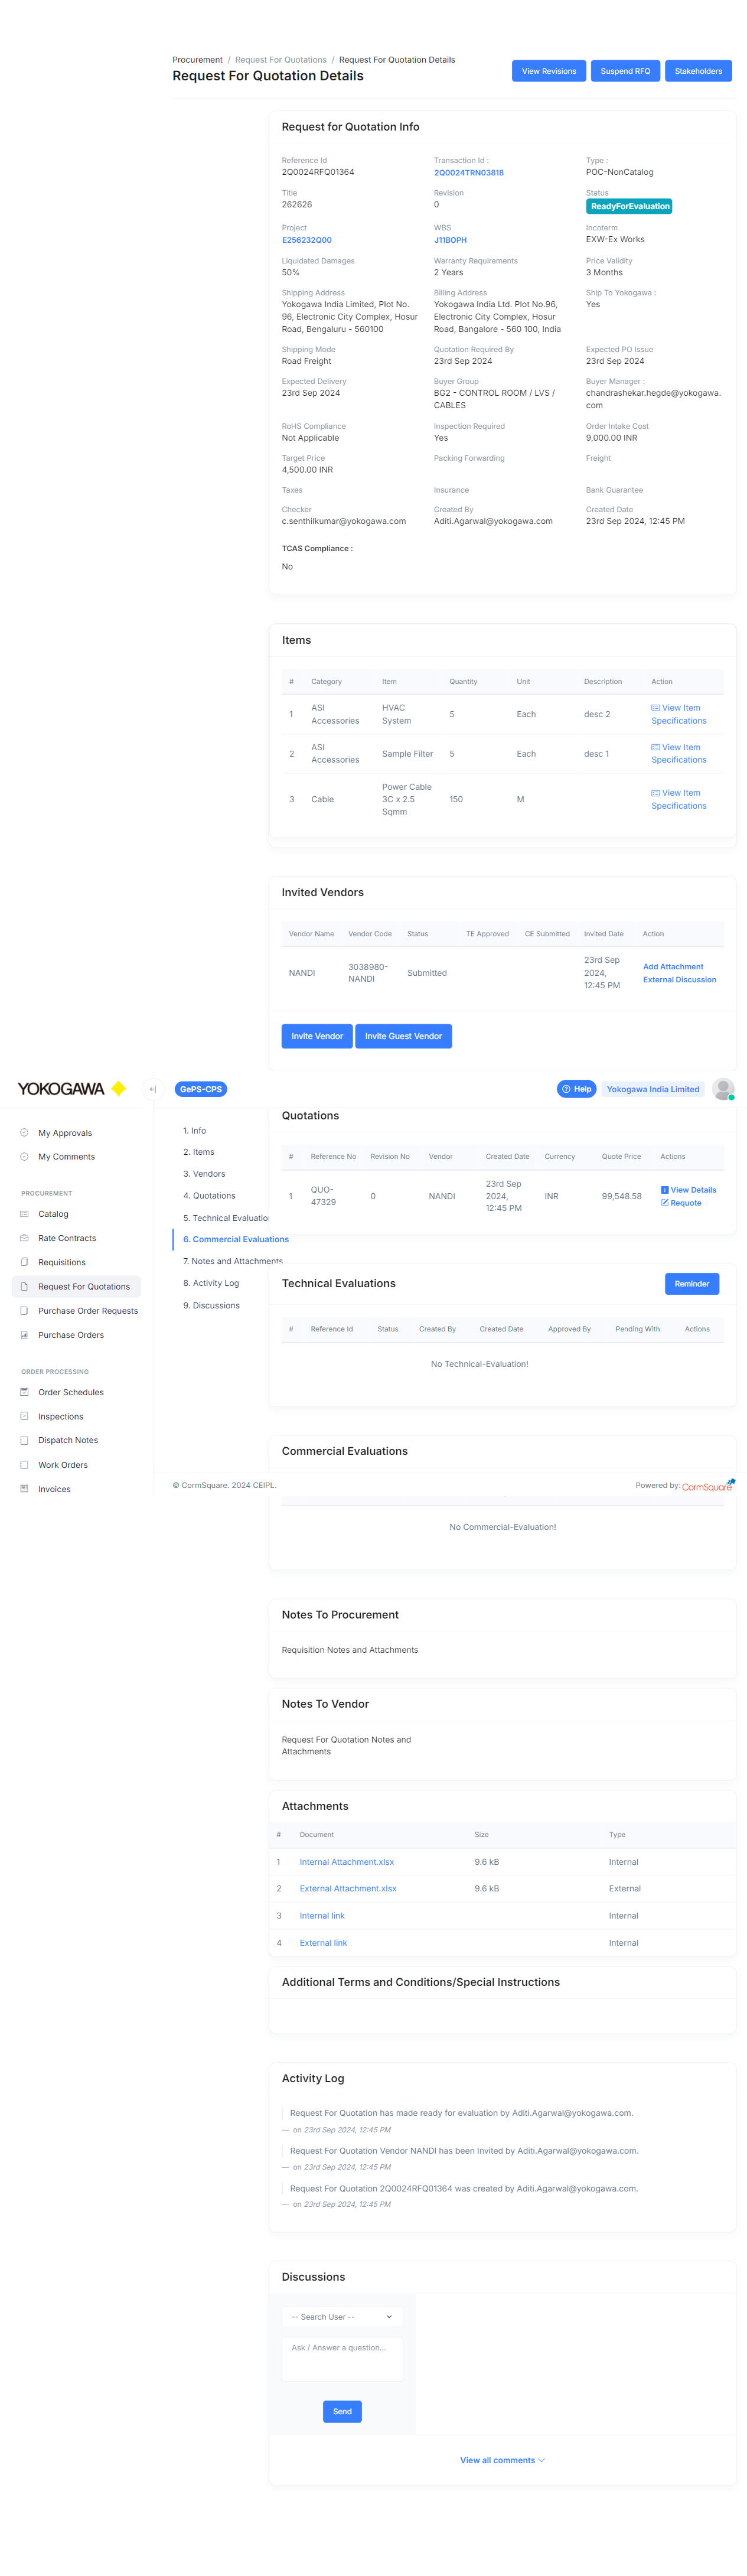 Procurement / Request For Quotations / Request For Quotation Details
Request For Quotation Details
View Revisions
Suspend RFQ
Stakeholders
Request for Quotation Info
Reference Id
2Q0024RFQ01364
Transaction Id :
2Q0024TRN03818
Type :
POC-NonCatalog
Title
262626
Revision
0
Status
ReadyForEvaluation
Project
E256232Q00
WBS
J11BOPH
Incoterm
EXW-Ex Works
Liquidated Damages
50%
Warranty Requirements
2 Years
Price Validity
3 Months
Shipping Address
Yokogawa India Limited, Plot No.
96, Electronic City Complex, Hosur
Road, Bengaluru - 560100
Billing Address
Yokogawa India Ltd. Plot No.96,
Electronic City Complex, Hosur
Road, Bangalore - 560 100, India
Ship To Yokogawa :
Yes
Shipping Mode
Road Freight
Quotation Required By
23rd Sep 2024
Expected PO Issue
23rd Sep 2024
Expected Delivery
23rd Sep 2024
Buyer Group
BG2 - CONTROL ROOM / LVS /
CABLES
Buyer Manager :
chandrashekar.hegde@yokogawa.
com
RoHS Compliance
Not Applicable
Inspection Required
Yes
Order Intake Cost
9,000.00 INR
Target Price
4,500.00 INR
Packing Forwarding
Freight
Taxes
Insurance
Bank Guarantee
Checker
c.senthilkumar@yokogawa.com
Created By
Aditi.Agarwal@yokogawa.com
Created Date
23rd Sep 2024, 12:45 PM
TCAS Compliance :
No
Items
# Category Item Quantity Unit Description Action
1 ASI Accessories HVAC System 5 Each desc 2 View Item Specifications
2 ASI Accessories Sample Filter 5 Each desc 1 View Item Specifications
3 Cable Power Cable 3C x 2.5 Sqmm 150 M View Item Specifications
Invited Vendors
Vendor Name Vendor Code Status TE Approved CE Submitted Invited Date Action
NANDI 3038980-NANDI Submitted 23rd Sep 2024, 12:45 PM Add Attachment External Discussion
Invite Vendor
Invite Guest Vendor
YOKOGAWA
GePS-CPS
Help
Yokogawa India Limited
My Approvals
My Comments
PROCUREMENT
Catalog
Rate Contracts
Requisitions
Request For Quotations
Purchase Order Requests
Purchase Orders
ORDER PROCESSING
Order Schedules
Inspections
Dispatch Notes
Work Orders
Invoices
1. Info
2. Items
3. Vendors
4. Quotations
5. Technical Evaluation
6. Commercial Evaluations
7. Notes and Attachments
8. Activity Log
9. Discussions
Quotations
# Reference No Revision No Vendor Created Date Currency Quote Price Actions
1 QUO-47329 0 NANDI 23rd Sep 2024, 12:45 PM INR 99,548.58 View Details Requote
Technical Evaluations
Reminder
# Reference Id Status Created By Created Date Approved By Pending With Actions
No Technical-Evaluation!
Commercial Evaluations
© CormSquare. 2024 CEIPL.
Powered by: CormSquare
No Commercial-Evaluation!
Notes To Procurement
Requisition Notes and Attachments
Notes To Vendor
Request For Quotation Notes and
Attachments
Attachments
# Document Size Type
1 Internal Attachment.xlsx 9.6 kB Internal
2 External Attachment.xlsx 9.6 kB External
3 Internal link Internal
4 External link Internal
Additional Terms and Conditions/Special Instructions
Activity Log
Request For Quotation has made ready for evaluation by Aditi.Agarwal@yokogawa.com.
— on 23rd Sep 2024, 12:45 PM
Request For Quotation Vendor NANDI has been Invited by Aditi.Agarwal@yokogawa.com.
— on 23rd Sep 2024, 12:45 PM
Request For Quotation 2Q0024RFQ01364 was created by Aditi.Agarwal@yokogawa.com.
— on 23rd Sep 2024, 12:45 PM
Discussions
-- Search User --
Ask / Answer a question...
Send
View all comments